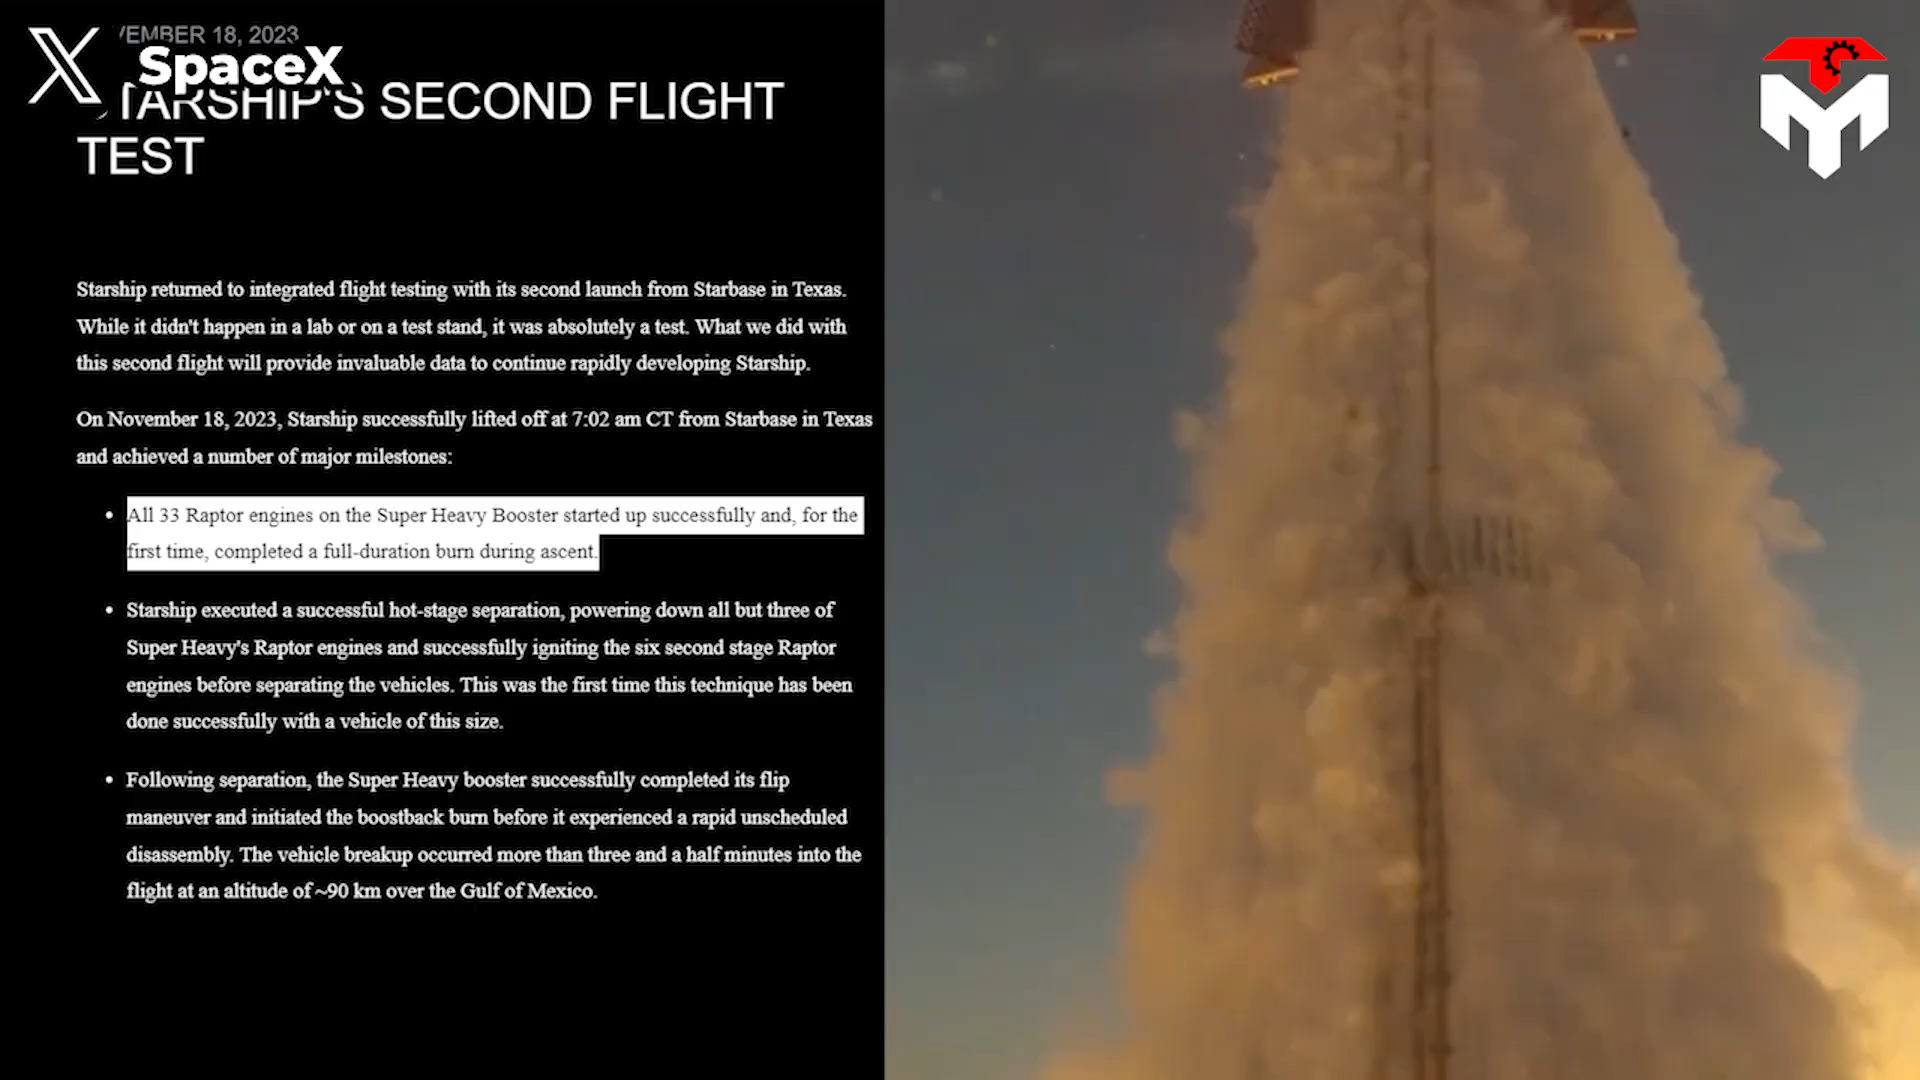 VEMBER 18, 2023
SpaceX
TARSHIP'S SECOND FLIGHT
TEST
Starship returned to integrated flight testing with its second launch from Starbase in Texas.
While it didn't happen in a lab or on a test stand, it was absolutely a test. What we did with
this second flight will provide invaluable data to continue rapidly developing Starship.
On November 18, 2023, Starship successfully lifted off at 7:02 am CT from Starbase in Texas
and achieved a number of major milestones:
• All 33 Raptor engines on the Super Heavy Booster started up successfully and, for the
first time, completed a full-duration burn during ascent.
• Starship executed a successful hot-stage separation, powering down all but three of
Super Heavy's Raptor engines and successfully igniting the six second stage Raptor
engines before separating the vehicles. This was the first time this technique has been
done successfully with a vehicle of this size.
• Following separation, the Super Heavy booster successfully completed its flip
maneuver and initiated the boostback burn before it experienced a rapid unscheduled
disassembly. The vehicle breakup occurred more than three and a half minutes into the
flight at an altitude of ~90 km over the Gulf of Mexico.